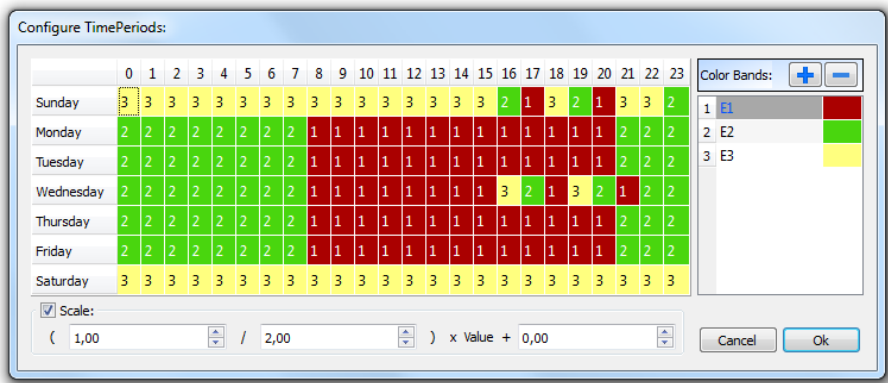 Configure TimePeriods:
0 1 2 3 4 5 6 7 8 9 10 11 12 13 14 15 16 17 18 19 20 21 22 23
Sunday 3 3 3 3 3 3 3 3 3 3 3 3 3 3 3 3 2 1 3 2 1 3 3 2
Monday 2 2 2 2 2 2 2 2 1 1 1 1 1 1 1 1 1 1 1 1 1 2 2 2
Tuesday 2 2 2 2 2 2 2 2 1 1 1 1 1 1 1 1 1 1 1 1 1 2 2 2
Wednesday 2 2 2 2 2 2 2 2 1 1 1 1 1 1 1 1 3 2 1 3 2 1 2 2
Thursday 2 2 2 2 2 2 2 2 1 1 1 1 1 1 1 1 1 1 1 1 1 2 2 2
Friday 2 2 2 2 2 2 2 2 1 1 1 1 1 1 1 1 1 1 1 1 1 2 2 2
Saturday 3 3 3 3 3 3 3 3 3 3 3 3 3 3 3 3 3 3 3 3 3 3 3 3
Color Bands: + −
1 E1
2 E2
3 E3
Scale:
( 1,00 / 2,00 ) x Value + 0,00
Cancel Ok